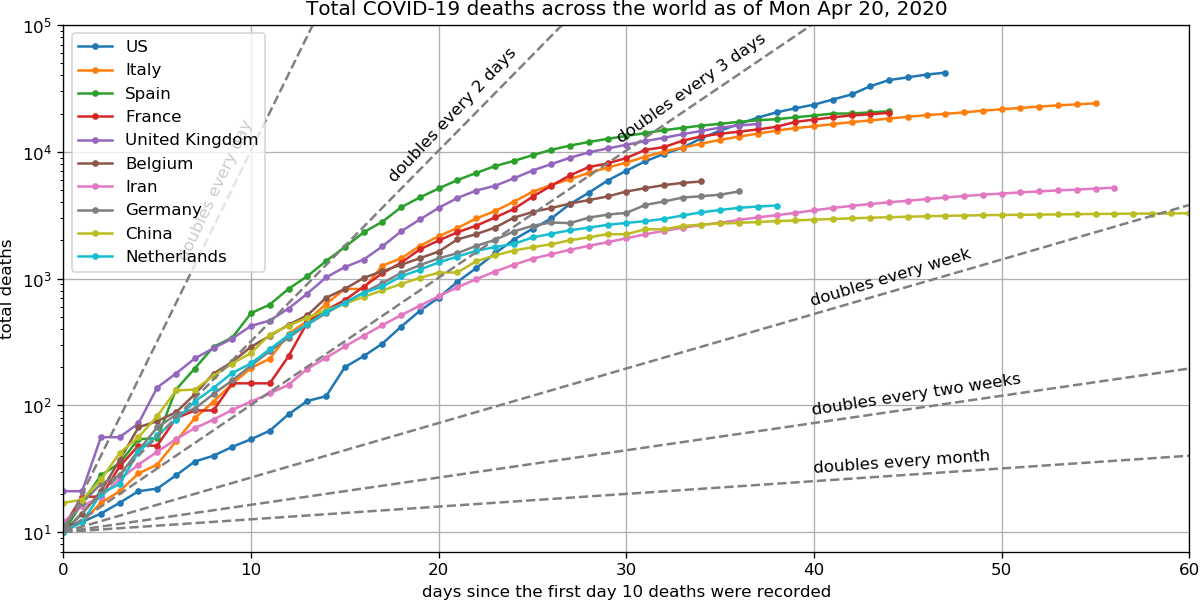 Total COVID-19 deaths across the world as of Mon Apr 20, 2020
total deaths
10⁵
10⁴
10³
10²
10¹
US
Italy
Spain
France
United Kingdom
Belgium
Iran
Germany
China
Netherlands
doubles every day
doubles every 2 days
doubles every 3 days
doubles every week
doubles every two weeks
doubles every month
0
10
20
30
40
50
60
days since the first day 10 deaths were recorded